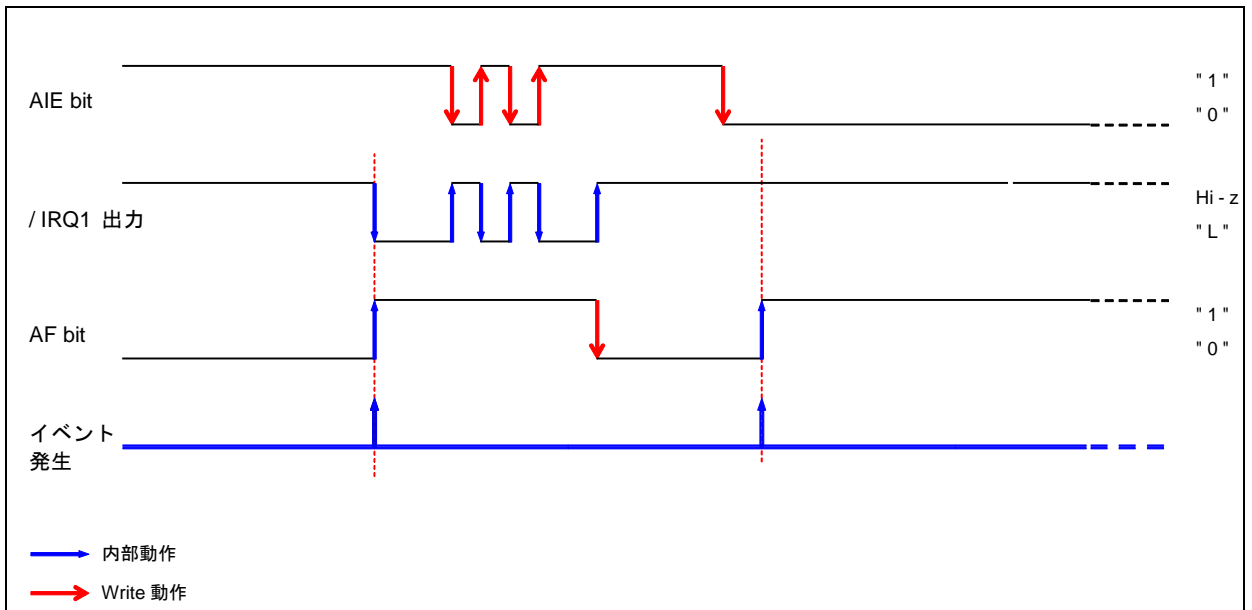 AIE bit
" 1 "
" 0 "
/ IRQ1 出力
Hi - z
" L "
AF bit
" 1 "
" 0 "
イベント
発生
内部動作
Write 動作